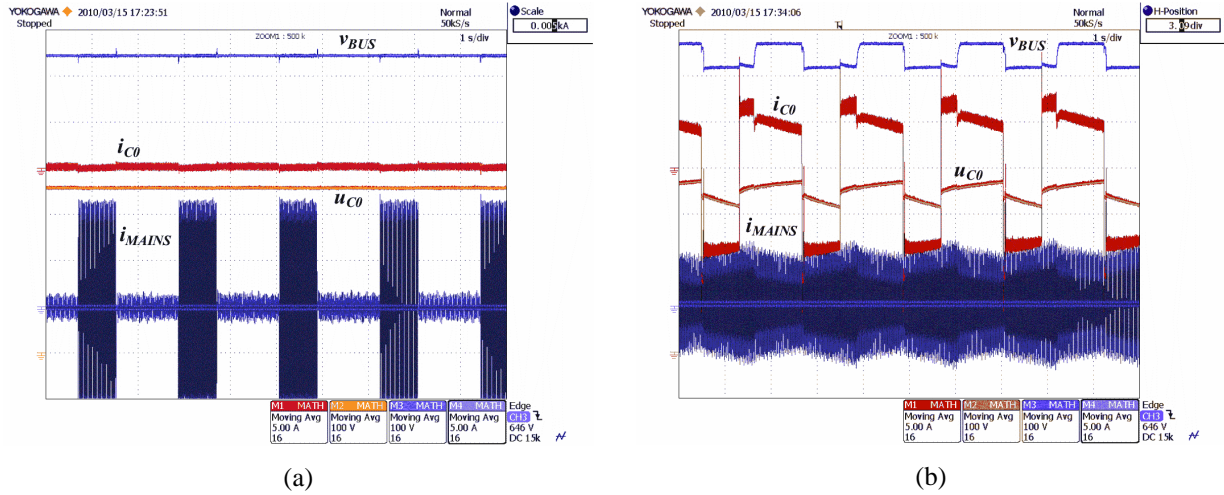 YOKOGAWA 2010/03/15 17:23:51 Normal
Stopped 50kS/s
Scale
0.005kA
ZOOM1 : 500 k 1 s/div
vBUS
iC0
uC0
iMAINS
M1 MATH M2 MATH M3 MATH M4 MATH Edge
Moving Avg Moving Avg Moving Avg Moving Avg CH3
5.00 A 100 V 100 V 5.00 A 646 V
16 16 16 16 DC 15k
(a)
YOKOGAWA 2010/03/15 17:34:06 Normal
Stopped 50kS/s
H-Position
ZOOM1 : 500 k 1 s/div
vBUS
iC0
uC0
iMAINS
M1 MATH M2 MATH M3 MATH M4 MATH Edge
Moving Avg Moving Avg Moving Avg Moving Avg CH3
5.00 A 100 V 100 V 5.00 A 646 V
16 16 16 16 DC 15k
(b)